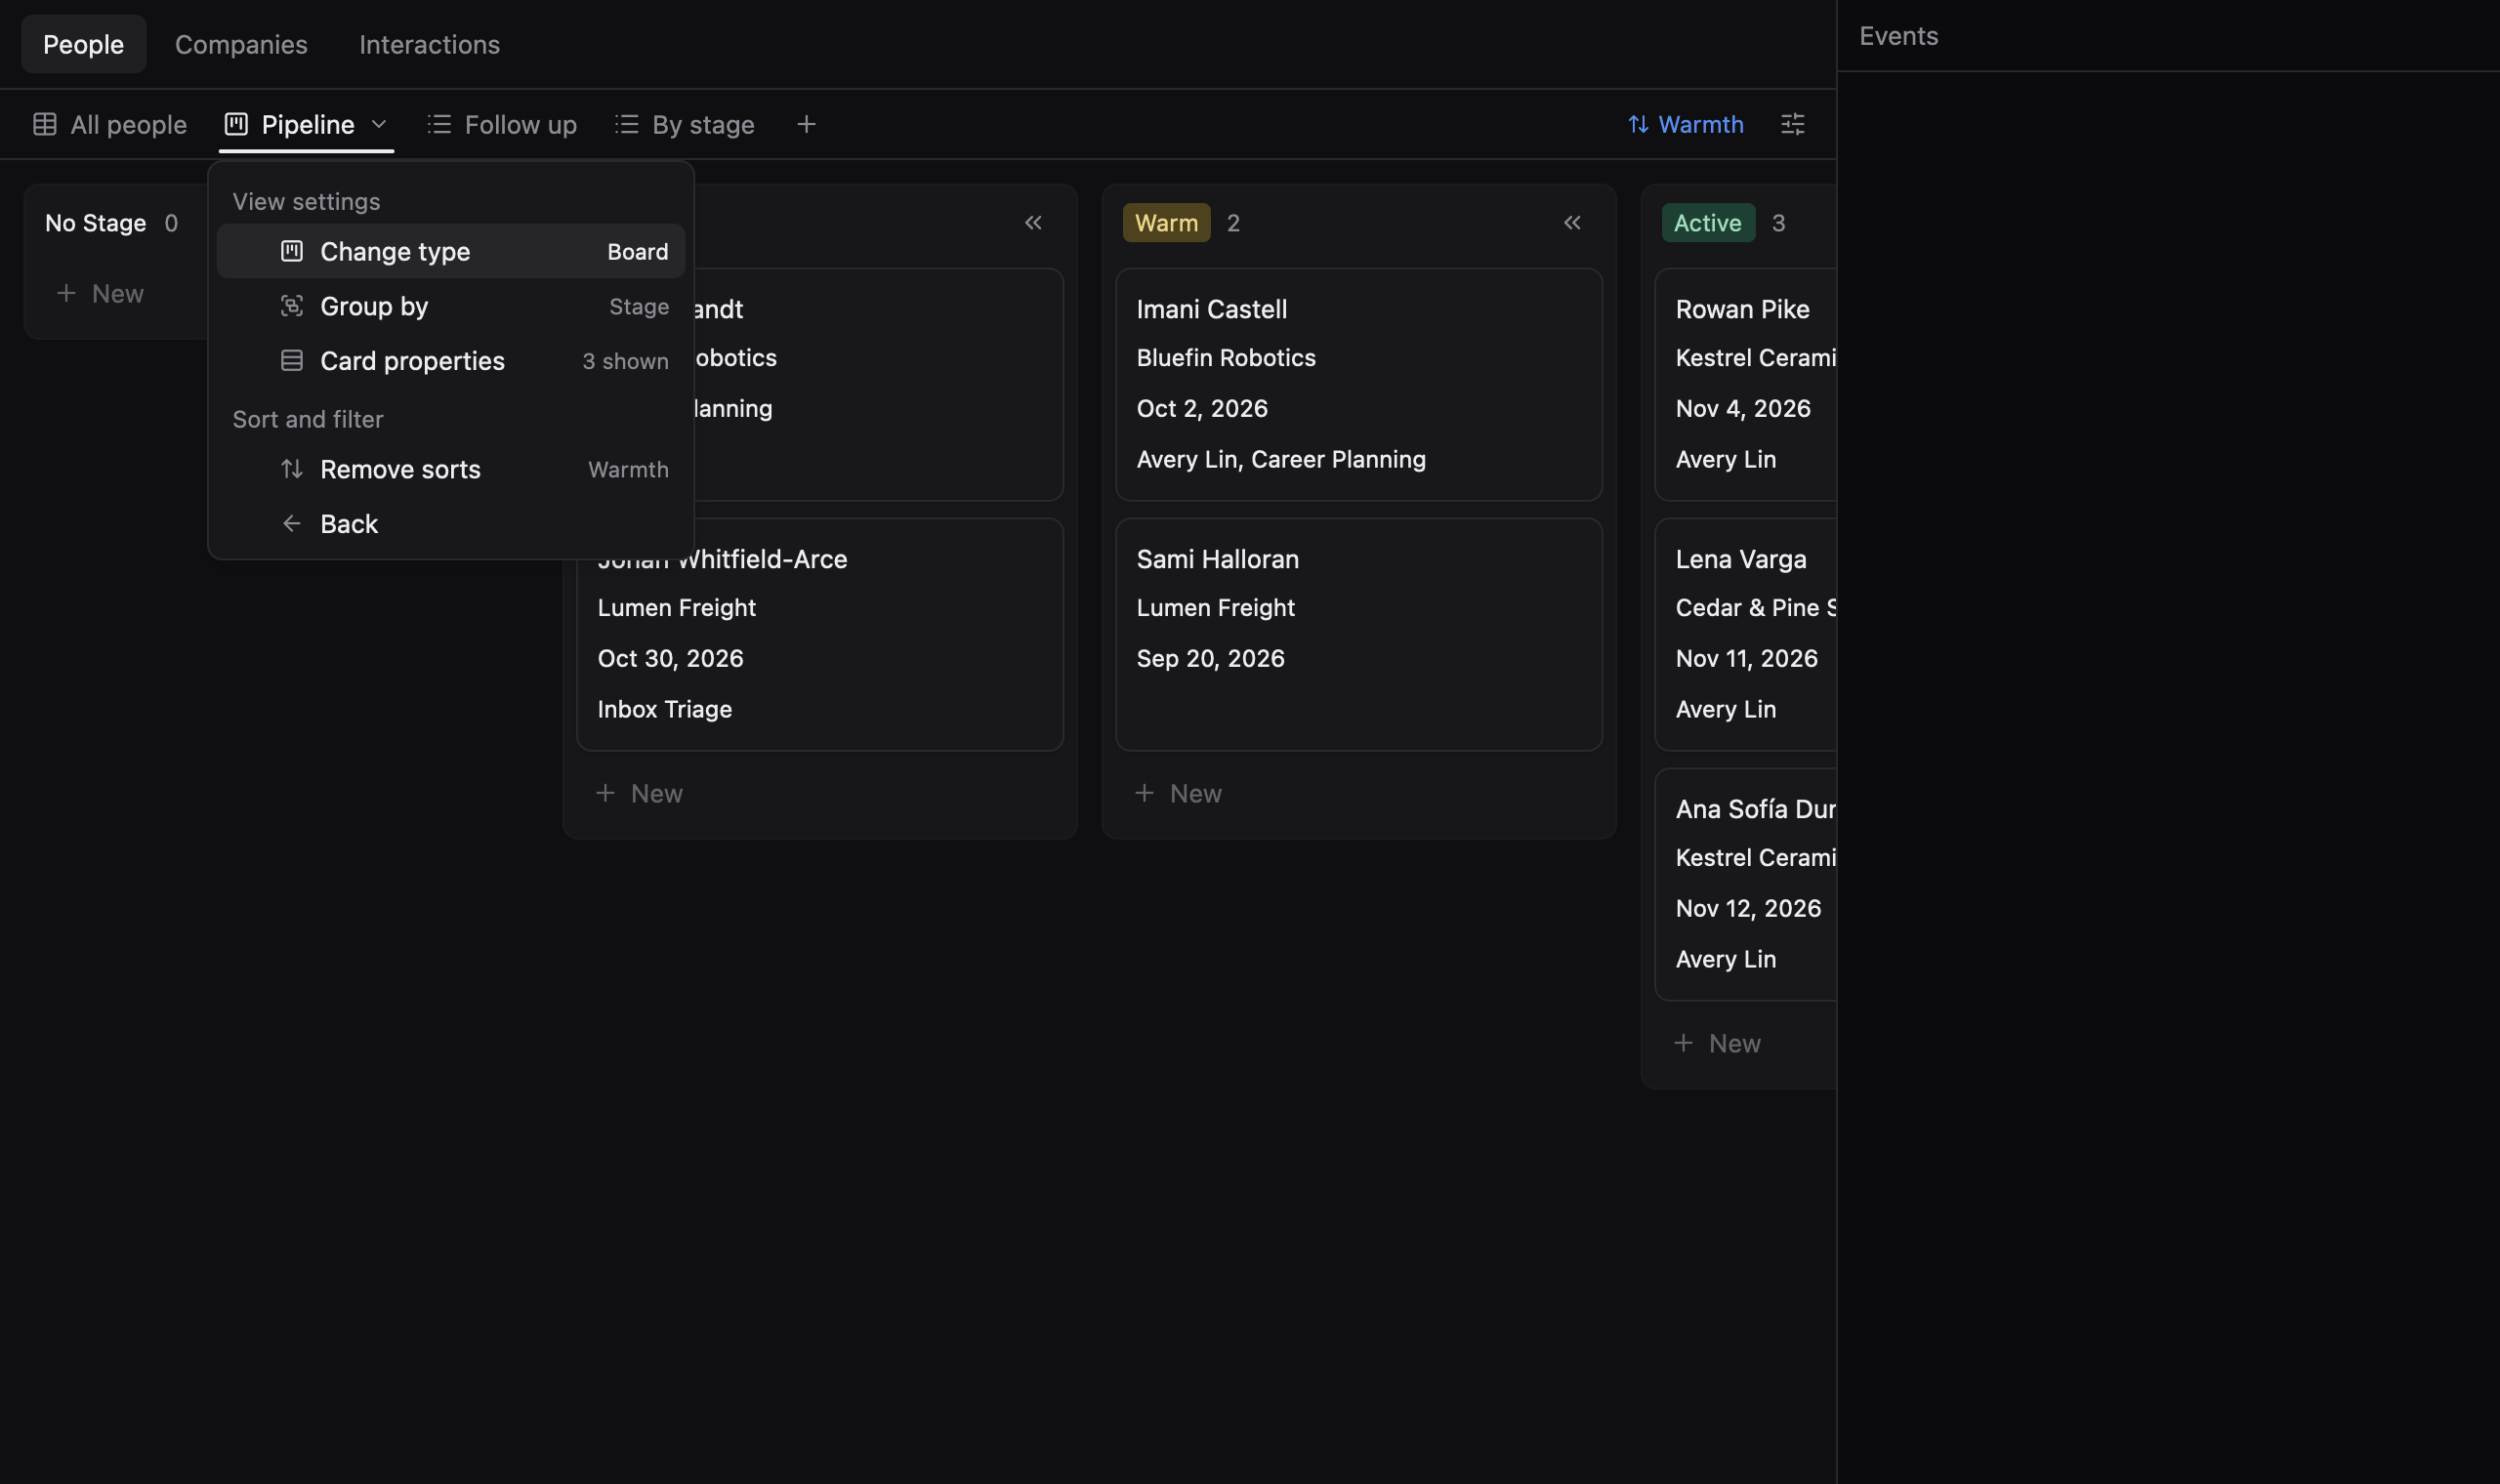 People Companies Interactions
Events
All people Pipeline Follow up By stage
Warmth
No Stage 0
New
View settings
Change type Board
Group by Stage
Card properties 3 shown
Sort and filter
Remove sorts Warmth
Back
Whitfield-Arce
Lumen Freight
Oct 30, 2026
Inbox Triage
New
Warm 2
Imani Castell
Bluefin Robotics
Oct 2, 2026
Avery Lin, Career Planning
Sami Halloran
Lumen Freight
Sep 20, 2026
New
Active 3
Rowan Pike
Kestrel Cerami
Nov 4, 2026
Avery Lin
Lena Varga
Cedar & Pine S
Nov 11, 2026
Avery Lin
Ana Sofía Dur
Kestrel Cerami
Nov 12, 2026
Avery Lin
New